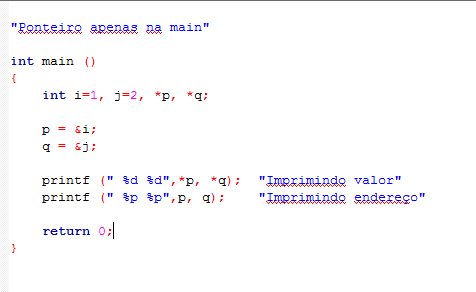 "Ponteiro apenas na main"
int main ()
{
int i=1, j=2, *p, *q;
p = &i;
q = &j;
printf (" %d %d",*p, *q); "Imprimindo valor"
printf (" %p %p",p, q); "Imprimindo endereço"
return 0;
}